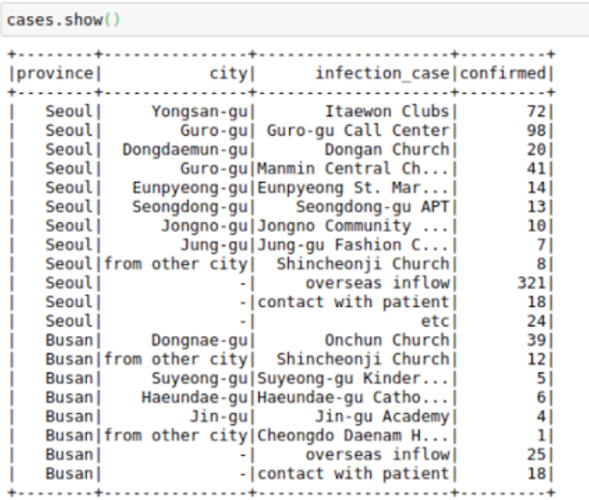 cases.show()
+--------+---------------+--------------------+---------+
|province|           city|      infection_case|confirmed|
+--------+---------------+--------------------+---------+
|   Seoul|     Yongsan-gu|       Itaewon Clubs|       72|
|   Seoul|        Guro-gu| Guro-gu Call Center|       98|
|   Seoul|  Dongdaemun-gu|       Dongan Church|       20|
|   Seoul|        Guro-gu|Manmin Central Ch...|       41|
|   Seoul|   Eunpyeong-gu|Eunpyeong St. Mar...|       14|
|   Seoul|   Seongdong-gu|    Seongdong-gu APT|       13|
|   Seoul|      Jongno-gu|Jongno Community ...|       10|
|   Seoul|        Jung-gu|Jung-gu Fashion C...|        7|
|   Seoul|from other city|  Shincheonji Church|        8|
|   Seoul|              -|     overseas inflow|      321|
|   Seoul|              -|contact with patient|       18|
|   Seoul|              -|                 etc|       24|
|   Busan|     Dongnae-gu|       Onchun Church|       39|
|   Busan|from other city|  Shincheonji Church|       12|
|   Busan|     Suyeong-gu|Suyeong-gu Kinder...|        5|
|   Busan|    Haeundae-gu|Haeundae-gu Catho...|        6|
|   Busan|         Jin-gu|      Jin-gu Academy|        4|
|   Busan|from other city|Cheongdo Daenam H...|        1|
|   Busan|              -|     overseas inflow|       25|
|   Busan|              -|contact with patient|       18|
+--------+---------------+--------------------+---------+